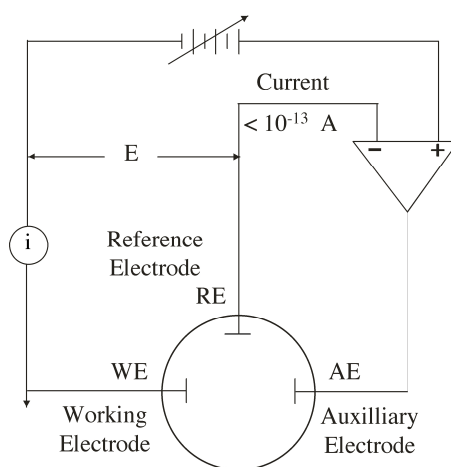 Current
< 10-13 A
− +
E
i
Reference
Electrode
RE
WE
AE
Working
Electrode
Auxilliary
Electrode